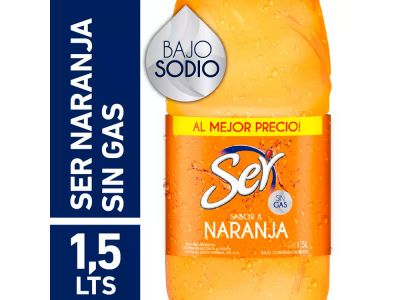 SER NARANJA
SIN GAS
1,5
LTS
BAJO
SODIO
AL MEJOR PRECIO!
Ser
SIN
GAS
SABOR A
NARANJA